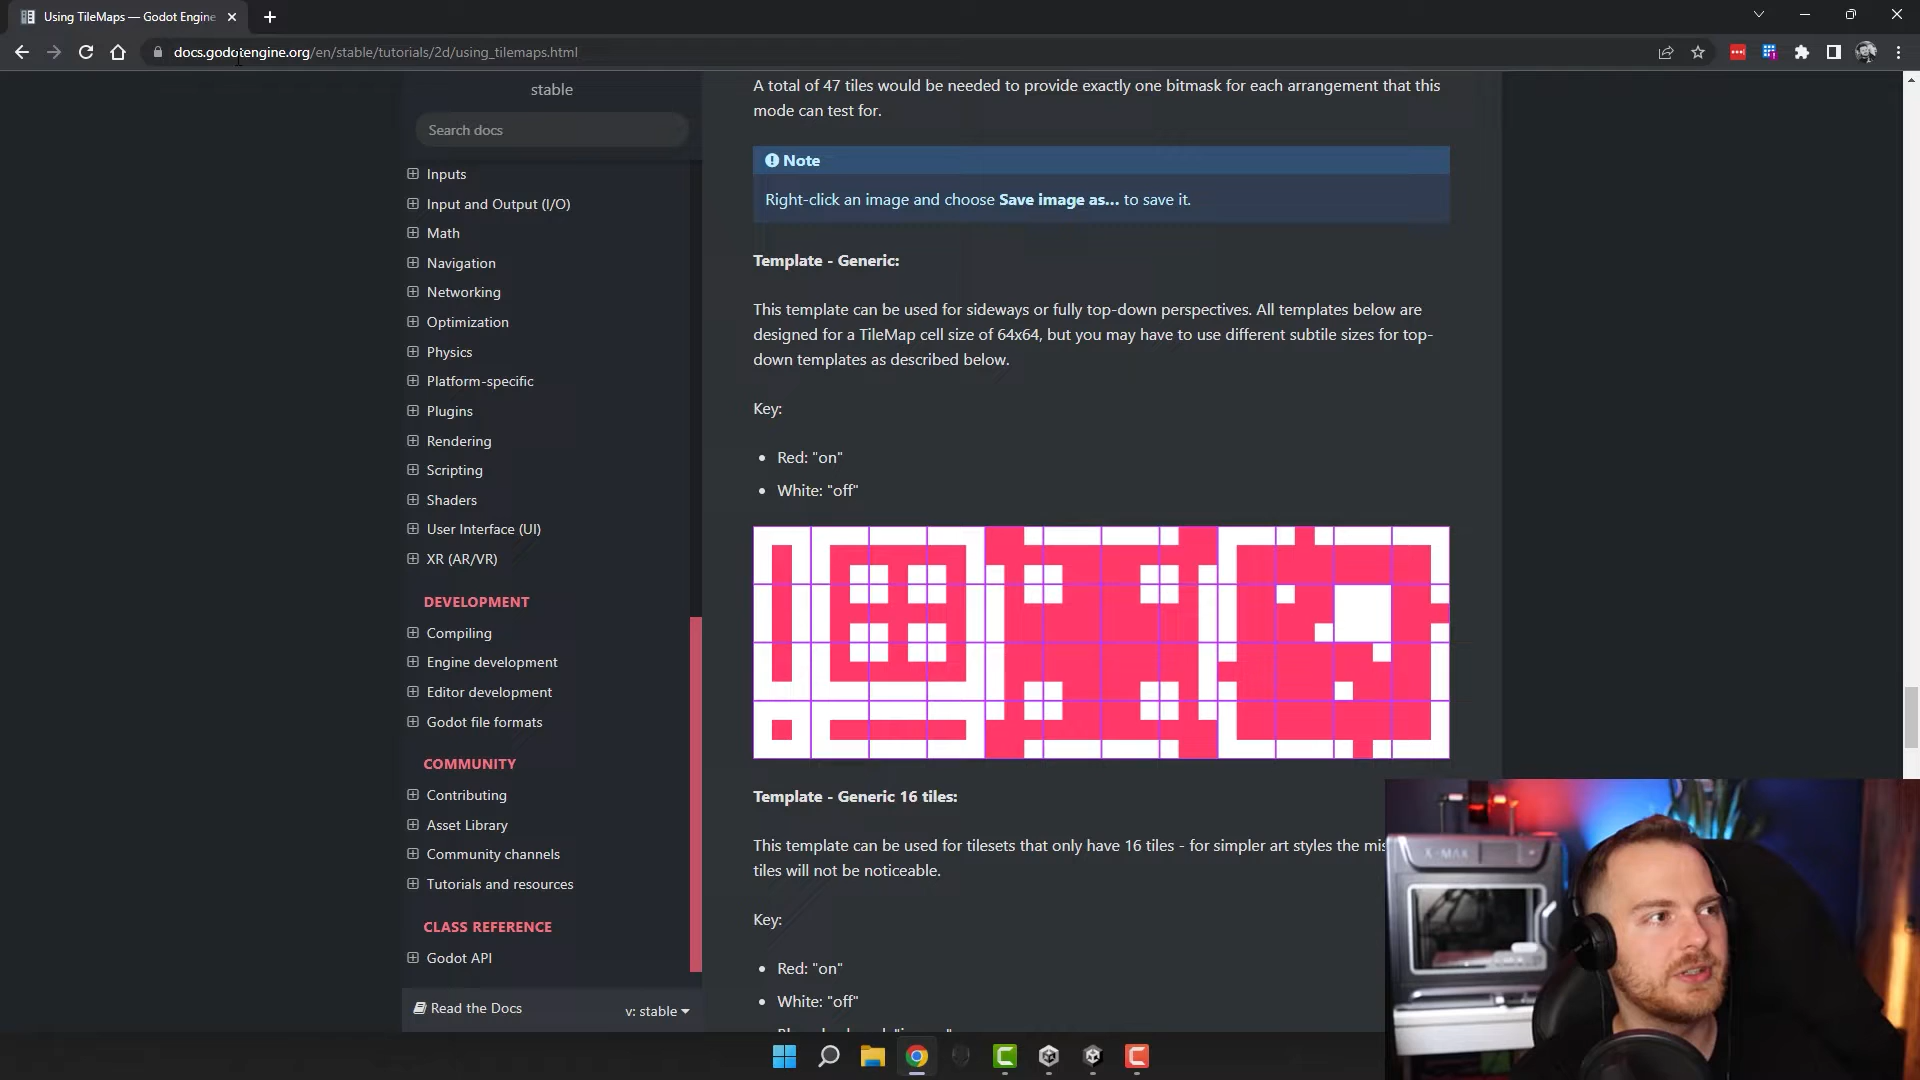 Using TileMaps — Godot Engine
docs.godotengine.org/en/stable/tutorials/2d/using_tilemaps.html
stable
Search docs
Inputs
Input and Output (I/O)
Math
Navigation
Networking
Optimization
Physics
Platform-specific
Plugins
Rendering
Scripting
Shaders
User Interface (UI)
XR (AR/VR)
DEVELOPMENT
Compiling
Engine development
Editor development
Godot file formats
COMMUNITY
Contributing
Asset Library
Community channels
Tutorials and resources
CLASS REFERENCE
Godot API
Read the Docs
v: stable
A total of 47 tiles would be needed to provide exactly one bitmask for each arrangement that this
mode can test for.
Note
Right-click an image and choose Save image as... to save it.
Template - Generic:
This template can be used for sideways or fully top-down perspectives. All templates below are
designed for a TileMap cell size of 64x64, but you may have to use different subtile sizes for top-
down templates as described below.
Key:
• Red: "on"
• White: "off"
Template - Generic 16 tiles:
This template can be used for tilesets that only have 16 tiles - for simpler art styles the mis
tiles will not be noticeable.
Key:
• Red: "on"
• White: "off"
X-MAX